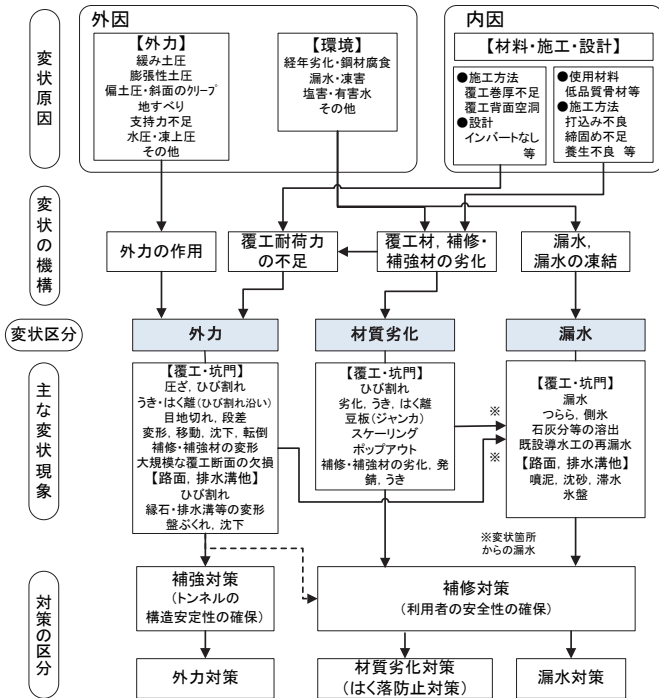 外因
内因
変状原因
【外力】
緩み土圧
膨張性土圧
偏土圧・斜面のクリープ
地すべり
支持力不足
水圧・凍上圧
その他
【環境】
経年劣化・鋼材腐食
漏水・凍害
塩害・有害水
その他
【材料・施工・設計】
●施工方法
覆工巻厚不足
覆工背面空洞
●設計
インバートなし
等
●使用材料
低品質骨材等
●施工方法
打込み不良
締固め不足
養生不良 等
変状の機構
外力の作用
覆工耐荷力
の不足
覆工材，補修・
補強材の劣化
漏水，
漏水の凍結
変状区分
外力
材質劣化
漏水
主な変状現象
【覆工・坑門】
圧ざ，ひび割れ
うき・はく離（ひび割れ沿い）
目地切れ，段差
変形，移動，沈下，転倒
補修・補強材の変形
大規模な覆工断面の欠損
【路面，排水溝他】
ひび割れ
縁石・排水溝等の変形
盤ぶくれ，沈下
【覆工・坑門】
ひび割れ
劣化，うき，はく離
豆板（ジャンカ）
スケーリング
ポップアウト
補修・補強材の劣化，発
錆，うき
※
※
【覆工・坑門】
漏水
つらら，側氷
石灰分等の溶出
既設導水工の再漏水
【路面，排水溝他】
噴泥，沈砂，滞水
氷盤
※変状箇所
からの漏水
対策の区分
補強対策
（トンネルの
構造安定性の確保）
補修対策
（利用者の安全性の確保）
外力対策
材質劣化対策
（はく落防止対策）
漏水対策